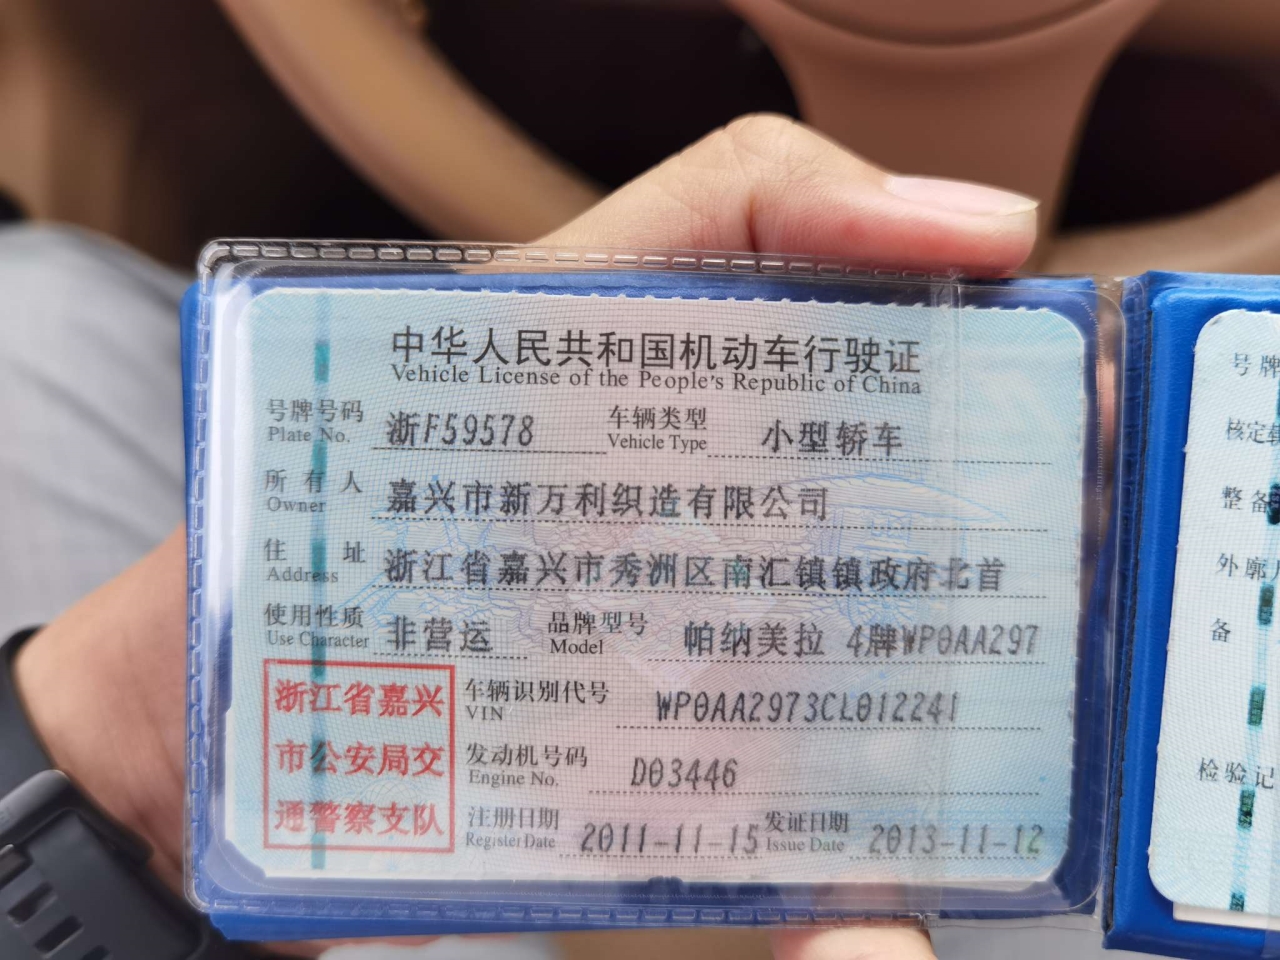 中华人民共和国机动车行驶证
Vehicle License of the People's Republic of China
号牌号码 浙F59578 车辆类型 小型轿车
Plate No. Vehicle Type
所有人 嘉兴市新万利织造有限公司
Owner
住址 浙江省嘉兴市秀洲区南汇镇镇政府北首
Address
使用性质 非营运 品牌型号 帕纳美拉 4牌WP0AA297
Use Character Model
浙江省嘉兴
市公安局交
通警察支队
车辆识别代号 WP0AA2973CL012241
VIN
发动机号码 D03446
Engine No.
注册日期 2011-11-15 发证日期 2013-11-12
Register Date Issue Date
号牌
核定
整备
外廓
备
检验记